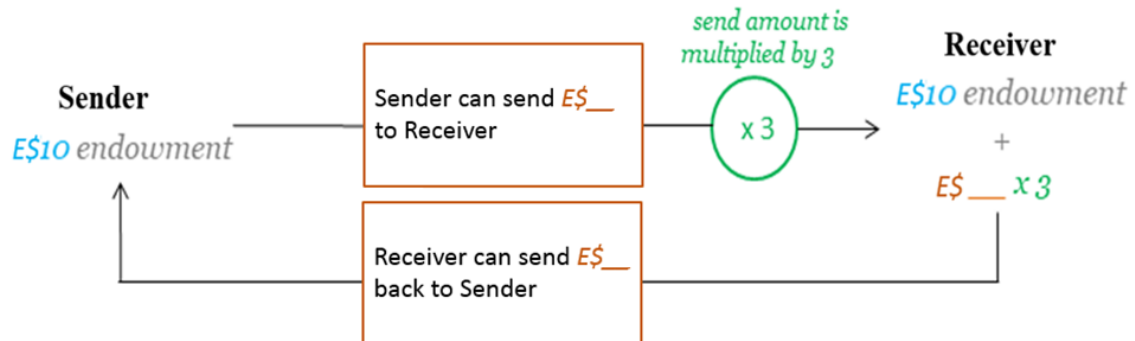 send amount is
multiplied by 3
Receiver
Sender
E$10 endowment
Sender can send E$__
to Receiver
x 3
E$10 endowment
+
E$ __ x 3
Receiver can send E$__
back to Sender